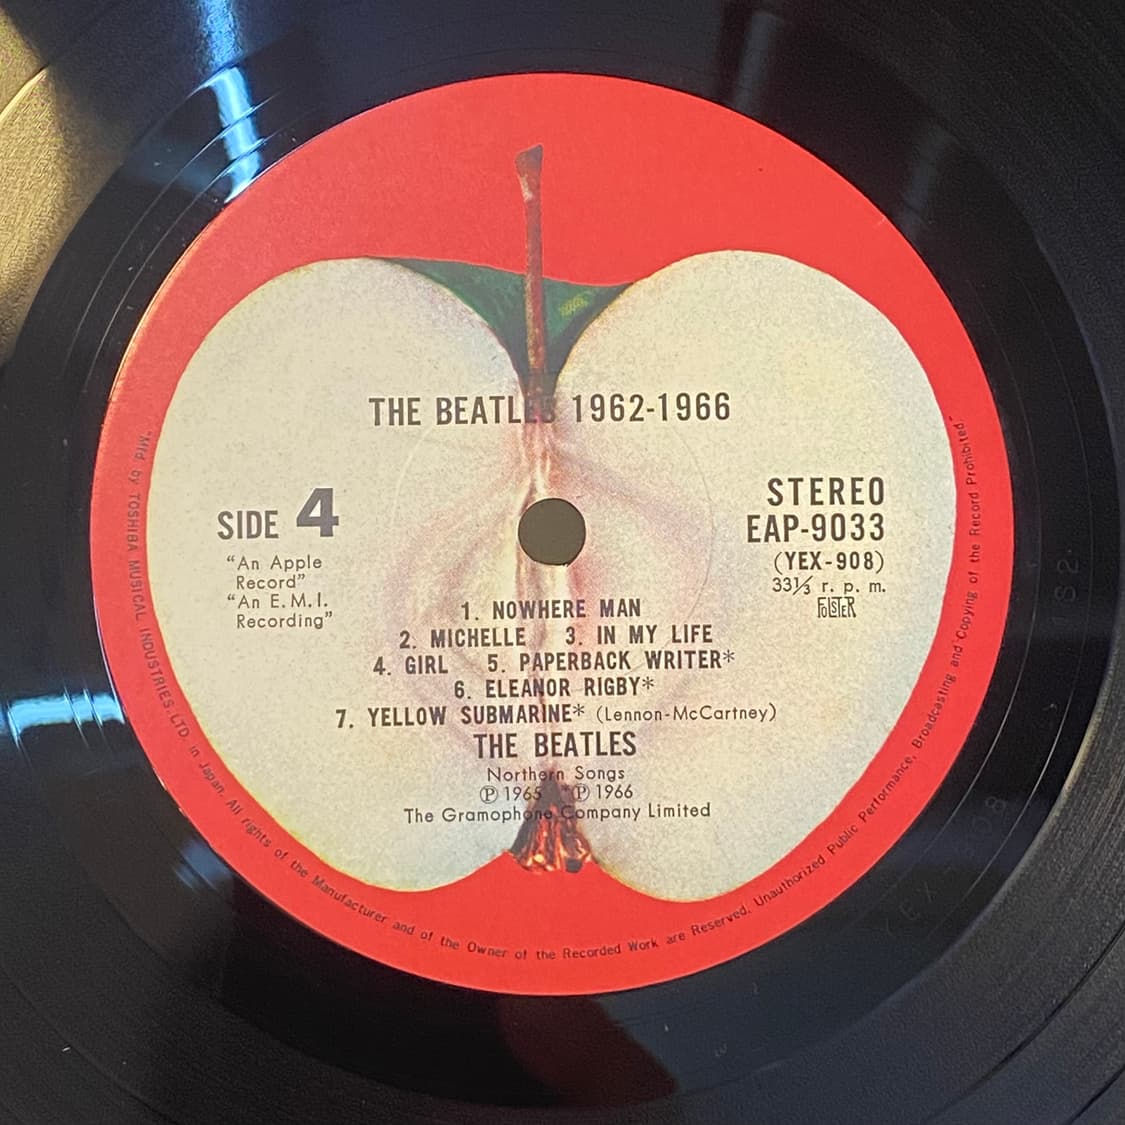 THE BEATLES 1962-1966
SIDE 4
"An Apple
Record"
"An E.M.I.
Recording"
STEREO
EAP-9033
(YEX-908)
33⅓ r. p. m.
1. NOWHERE MAN
2. MICHELLE 3. IN MY LIFE
4. GIRL 5. PAPERBACK WRITER*
6. ELEANOR RIGBY*
7. YELLOW SUBMARINE* (Lennon-McCartney)
THE BEATLES
Northern Songs
Ⓟ 1965 *Ⓟ 1966
The Gramophone Company Limited
"Mfd. by TOSHIBA MUSICAL INDUSTRIES. LTD. in Japan. All rights of the Manufacturer and of the Owner of the Recorded Work are Reserved. Unauthorized Public Performance, Broadcasting and Copying of the Record Prohibited."